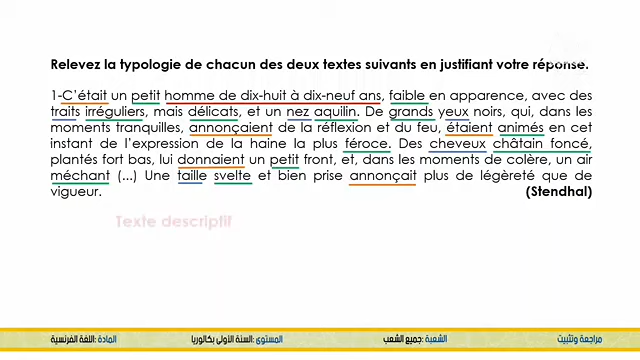 Relevez la typologie de chacun des deux textes suivants en justifiant votre réponse.
1-C'était un petit homme de dix-huit à dix-neuf ans, faible en apparence, avec des
traits irréguliers, mais délicats, et un nez aquilin. De grands yeux noirs, qui, dans les
moments tranquilles, annonçaient de la réflexion et du feu, étaient animés en cet
instant de l'expression de la haine la plus féroce. Des cheveux châtain foncé,
plantés fort bas, lui donnaient un petit front, et, dans les moments de colère, un air
méchant (...) Une taille svelte et bien prise annonçait plus de légèreté que de
vigueur. (Stendhal)
Texte descriptif
مراجعة وتثبيت الشعبة :جميع الشعب المستوى :السنة الأولى بكالوريا المادة :اللغة الفرنسية